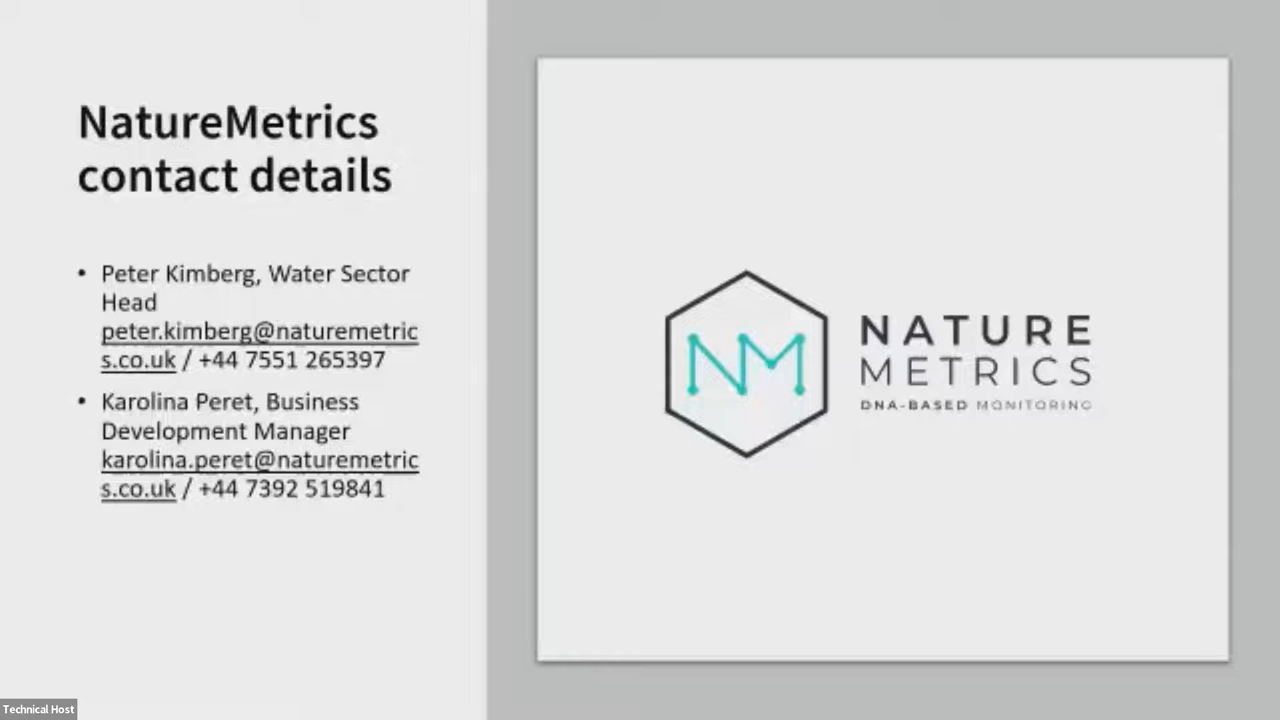 NatureMetrics
contact details
• Peter Kimberg, Water Sector
Head
peter.kimberg@naturemetric
s.co.uk / +44 7551 265397
• Karolina Peret, Business
Development Manager
karolina.peret@naturemetric
s.co.uk / +44 7392 519841
NM
NATURE
METRICS
DNA-BASED MONITORING
Technical Host